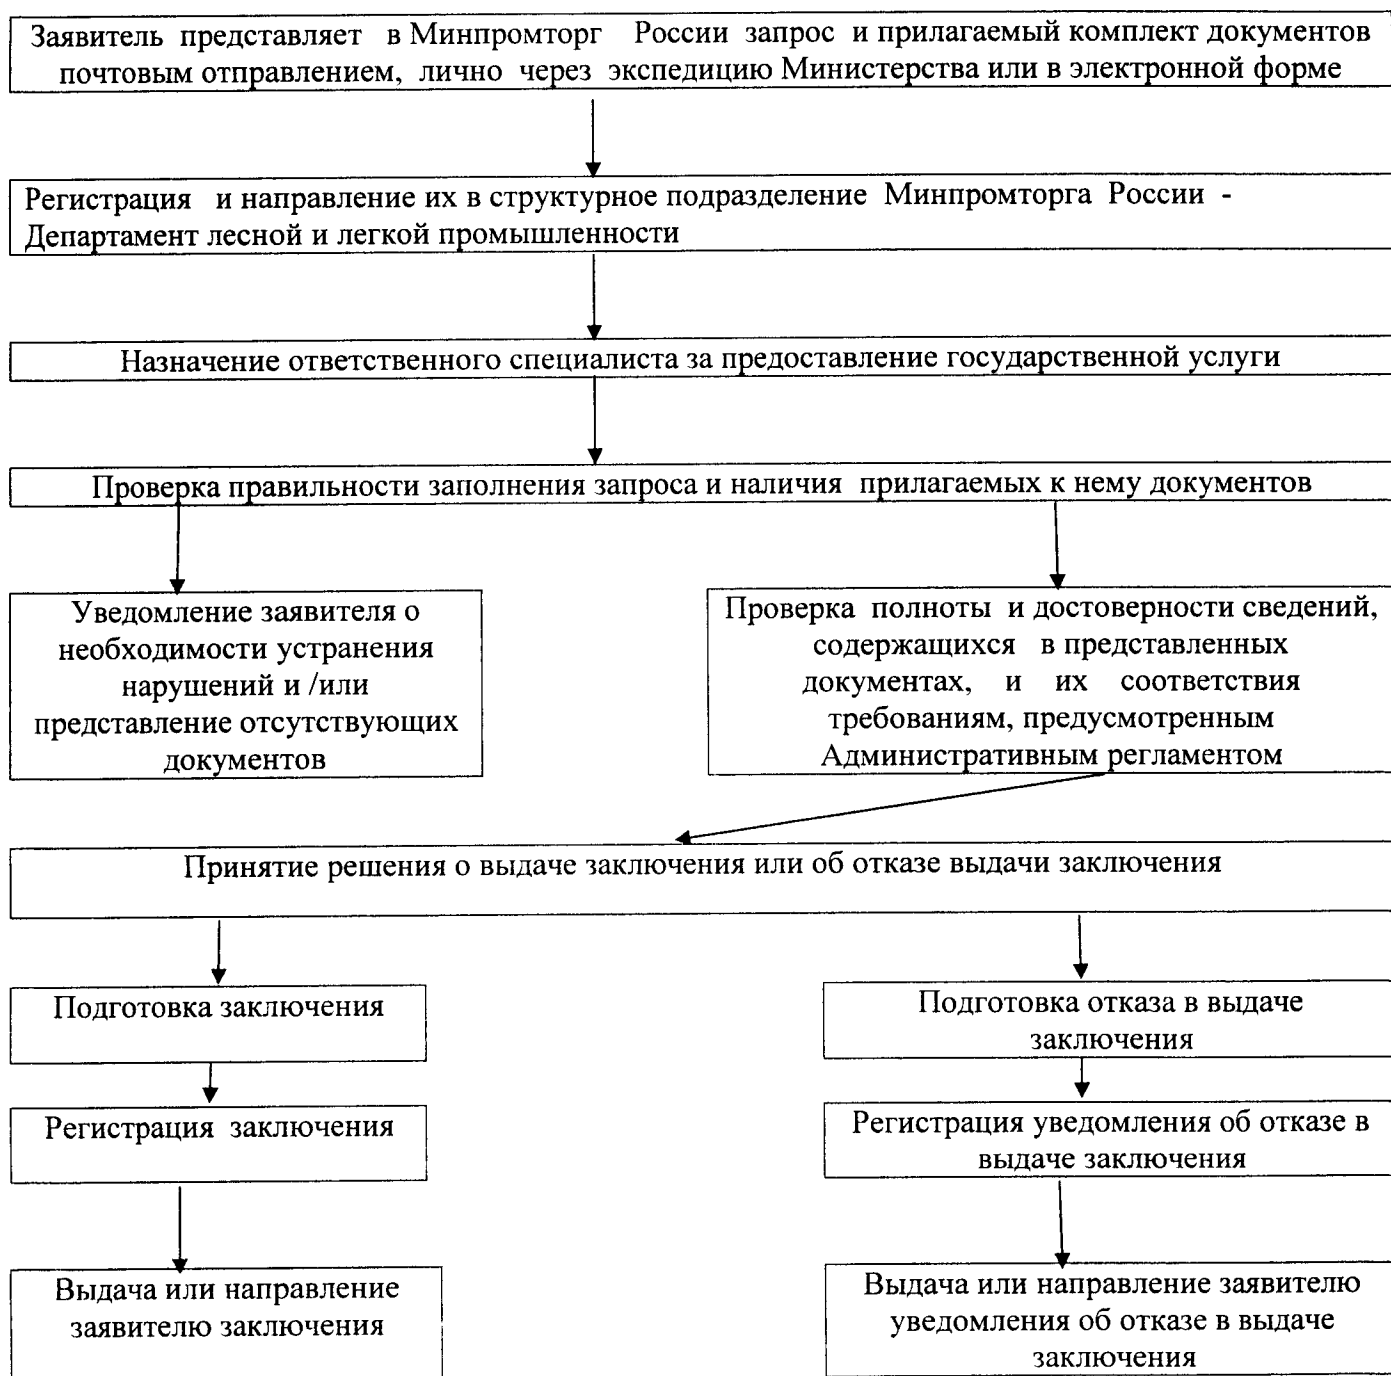 Заявитель представляет в Минпромторг России запрос и прилагаемый комплект документов
почтовым отправлением, лично через экспедицию Министерства или в электронной форме
Регистрация и направление их в структурное подразделение Минпромторга России -
Департамент лесной и легкой промышленности
Назначение ответственного специалиста за предоставление государственной услуги
Проверка правильности заполнения запроса и наличия прилагаемых к нему документов
Уведомление заявителя о
необходимости устранения
нарушений и /или
представление отсутствующих
документов
Проверка полноты и достоверности сведений,
содержащихся в представленных
документах, и их соответствия
требованиям, предусмотренным
Административным регламентом
Принятие решения о выдаче заключения или об отказе выдачи заключения
Подготовка заключения
Подготовка отказа в выдаче
заключения
Регистрация заключения
Регистрация уведомления об отказе в
выдаче заключения
Выдача или направление
заявителю заключения
Выдача или направление заявителю
уведомления об отказе в выдаче
заключения